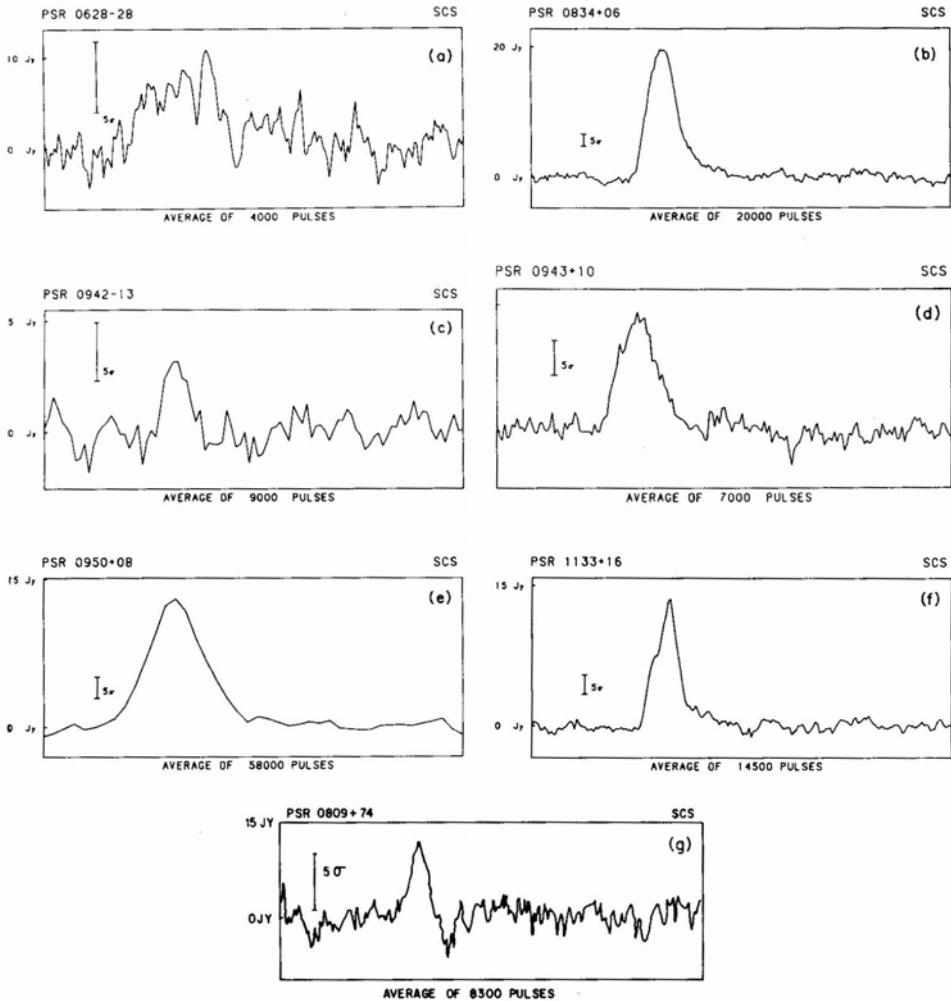 PSR 0628-28 SCS
(a)
10 Jy
5σ
0 Jy
AVERAGE OF 4000 PULSES
PSR 0834+06 SCS
20 Jy
(b)
5σ
0 Jy
AVERAGE OF 20000 PULSES
PSR 0942-13 SCS
5 Jy
(c)
5σ
0 Jy
AVERAGE OF 9000 PULSES
PSR 0943+10 SCS
(d)
5σ
AVERAGE OF 7000 PULSES
PSR 0950+08 SCS
15 Jy
(e)
5σ
0 Jy
AVERAGE OF 58000 PULSES
PSR 1133+16 SCS
15 Jy
(f)
5σ
0 Jy
AVERAGE OF 14500 PULSES
PSR 0809+74 SCS
15 JY
(g)
5σ
0JY
AVERAGE OF 8300 PULSES